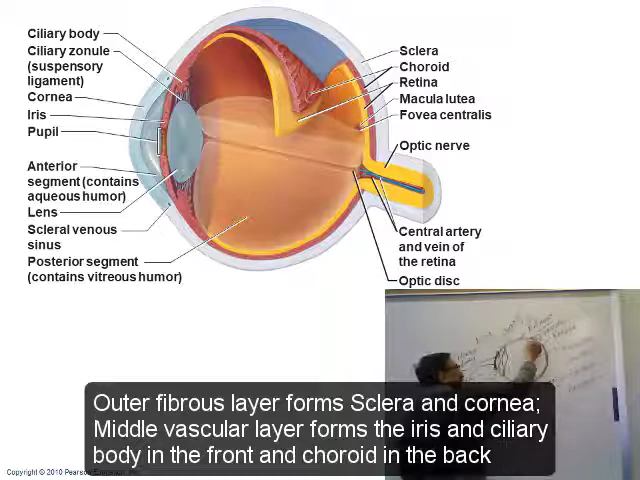 Ciliary body
Ciliary zonule
(suspensory
ligament)
Cornea
Iris
Pupil
Anterior
segment (contains
aqueous humor)
Lens
Scleral venous
sinus
Posterior segment
(contains vitreous humor)
Sclera
Choroid
Retina
Macula lutea
Fovea centralis
Optic nerve
Central artery
and vein of
the retina
Optic disc
Outer fibrous layer forms Sclera and cornea;
Middle vascular layer forms the iris and ciliary
body in the front and choroid in the back
Copyright © 2010 Pearson